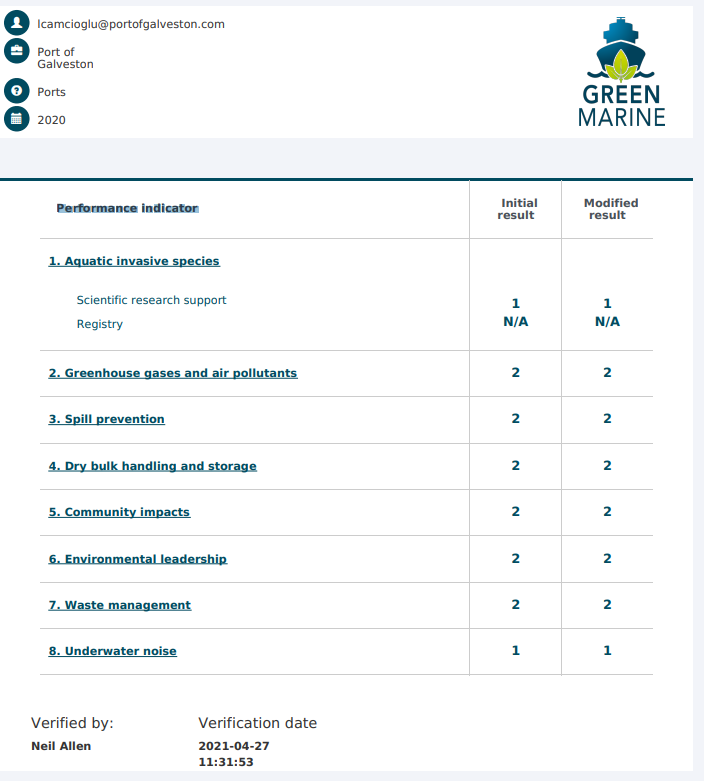 lcamcioglu@portofgalveston.com
Port of
Galveston
Ports
2020
GREEN
MARINE
Performance indicator
Initial
result
Modified
result
1. Aquatic invasive species
Scientific research support
1
1
Registry
N/A
N/A
2. Greenhouse gases and air pollutants
2
2
3. Spill prevention
2
2
4. Dry bulk handling and storage
2
2
5. Community impacts
2
2
6. Environmental leadership
2
2
7. Waste management
2
2
8. Underwater noise
1
1
Verified by:
Verification date
Neil Allen
2021-04-27
11:31:53